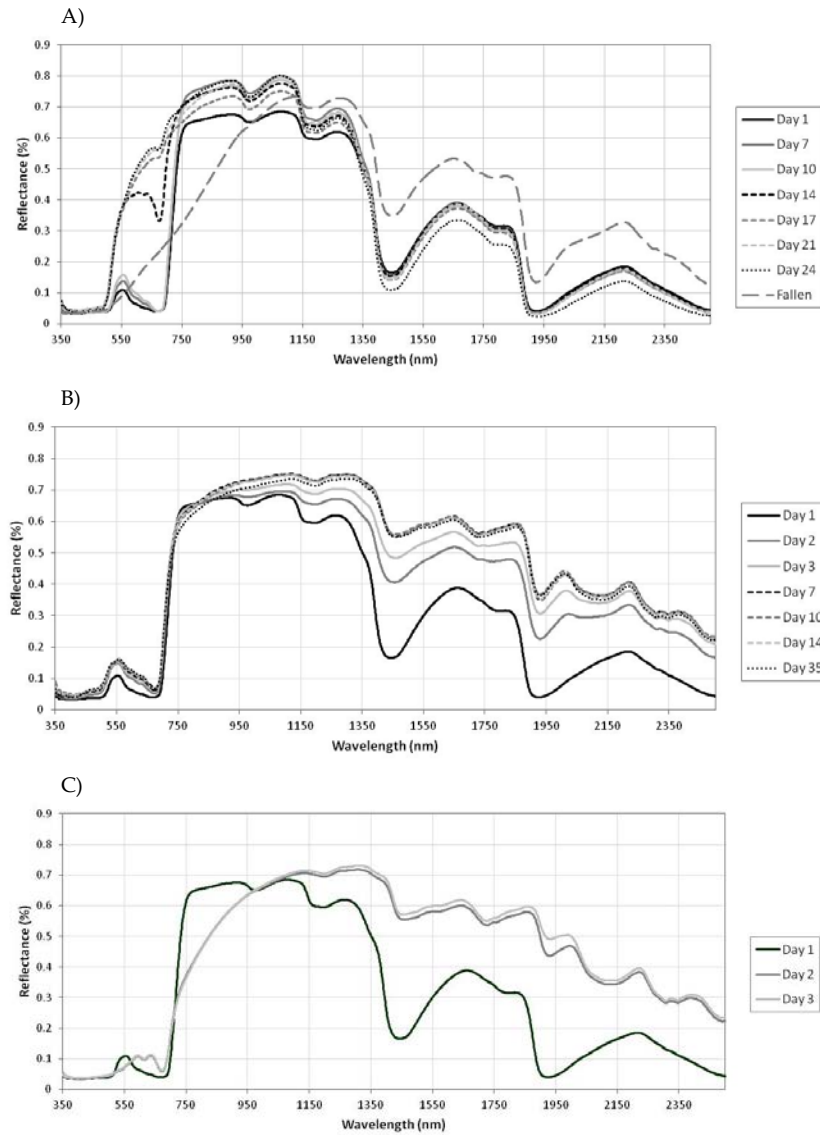 A)
0.9
0.8
0.7
0.6
0.5
0.4
0.3
0.2
0.1
0
Reflectance (%)
350 550 750 950 1150 1350 1550 1750 1950 2150 2350
Wavelength (nm)
Day 1
Day 7
Day 10
Day 14
Day 17
Day 21
Day 24
Fallen
B)
0.9
0.8
0.7
0.6
0.5
0.4
0.3
0.2
0.1
0
Reflectance (%)
350 550 750 950 1150 1350 1550 1750 1950 2150 2350
Wavelength (nm)
Day 1
Day 2
Day 3
Day 7
Day 10
Day 14
Day 35
C)
0.9
0.8
0.7
0.6
0.5
0.4
0.3
0.2
0.1
0
Reflectance (%)
350 550 750 950 1150 1350 1550 1750 1950 2150 2350
Wavelength (nm)
Day 1
Day 2
Day 3